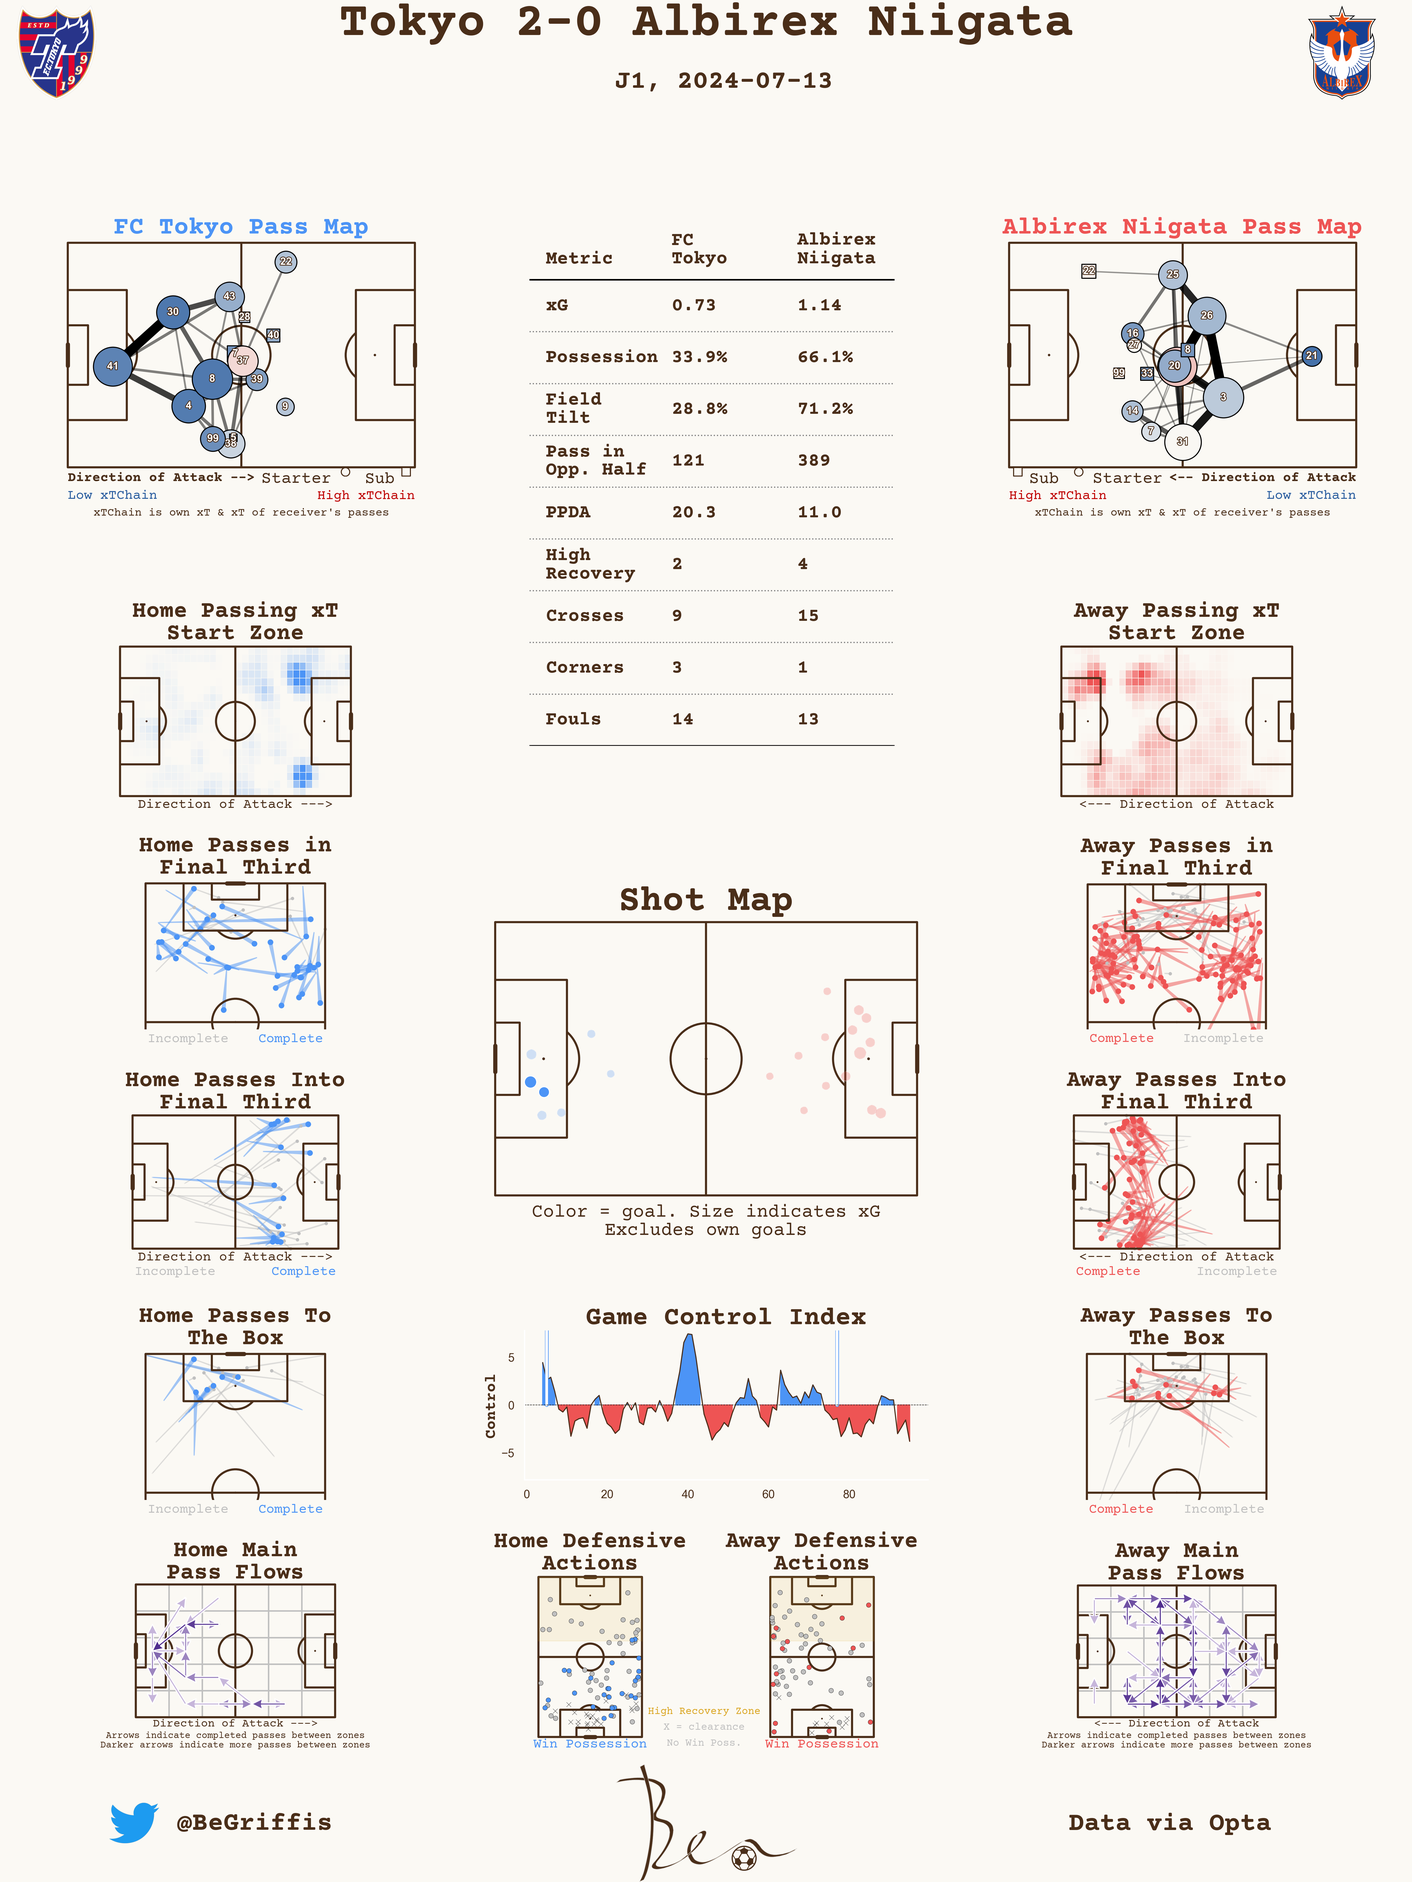 Tokyo 2-0 Albirex Niigata
J1, 2024-07-13
ESTD
FCTOKYO
1999
ALBIREX
FC Tokyo Pass Map
22
43
30
28
40
7
37
41
8
39
4
9
99
5
38
Direction of Attack --> Starter Sub
Low xTChain High xTChain
xTChain is own xT & xT of receiver's passes
Metric FC Tokyo Albirex Niigata
xG 0.73 1.14
Possession 33.9% 66.1%
Field Tilt 28.8% 71.2%
Pass in Opp. Half 121 389
PPDA 20.3 11.0
High Recovery 2 4
Crosses 9 15
Corners 3 1
Fouls 14 13
Albirex Niigata Pass Map
22
25
26
16
27
8
21
99
33
20
3
14
7
31
Sub Starter <-- Direction of Attack
High xTChain Low xTChain
xTChain is own xT & xT of receiver's passes
Home Passing xT
Start Zone
Direction of Attack --->
Away Passing xT
Start Zone
<--- Direction of Attack
Home Passes in
Final Third
Incomplete Complete
Away Passes in
Final Third
Complete Incomplete
Shot Map
Color = goal. Size indicates xG
Excludes own goals
Home Passes Into
Final Third
Direction of Attack --->
Incomplete Complete
Away Passes Into
Final Third
<--- Direction of Attack
Complete Incomplete
Home Passes To
The Box
Incomplete Complete
Game Control Index
Control
5
0
−5
0 20 40 60 80
Away Passes To
The Box
Complete Incomplete
Home Main
Pass Flows
Direction of Attack --->
Arrows indicate completed passes between zones
Darker arrows indicate more passes between zones
Home Defensive
Actions
Win Possession
High Recovery Zone
X = clearance
No Win Poss.
Away Defensive
Actions
Win Possession
Away Main
Pass Flows
<--- Direction of Attack
Arrows indicate completed passes between zones
Darker arrows indicate more passes between zones
@BeGriffis
Ben
Data via Opta